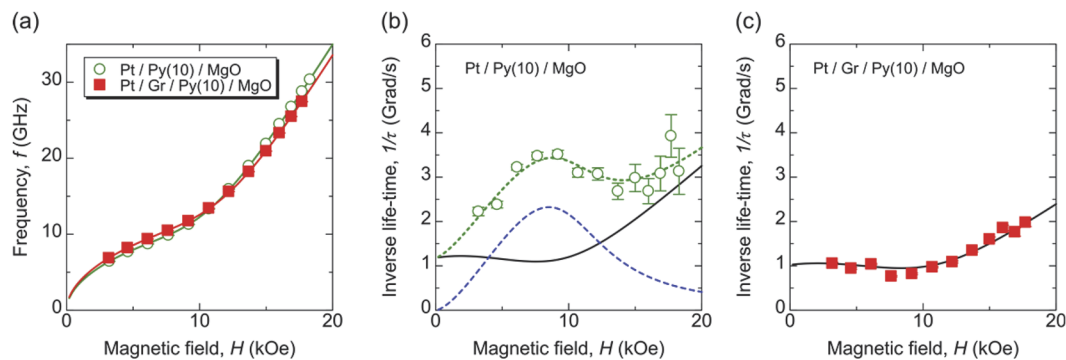 (a)
Frequency, f (GHz)
30
20
10
0
Pt / Py(10) / MgO
Pt / Gr / Py(10) / MgO
0 10 20
Magnetic field, H (kOe)
(b)
Inverse life-time, 1/τ (Grad/s)
6
5
4
3
2
1
0
Pt / Py(10) / MgO
0 10 20
Magnetic field, H (kOe)
(c)
Inverse life-time, 1/τ (Grad/s)
6
5
4
3
2
1
0
Pt / Gr / Py(10) / MgO
0 10 20
Magnetic field, H (kOe)